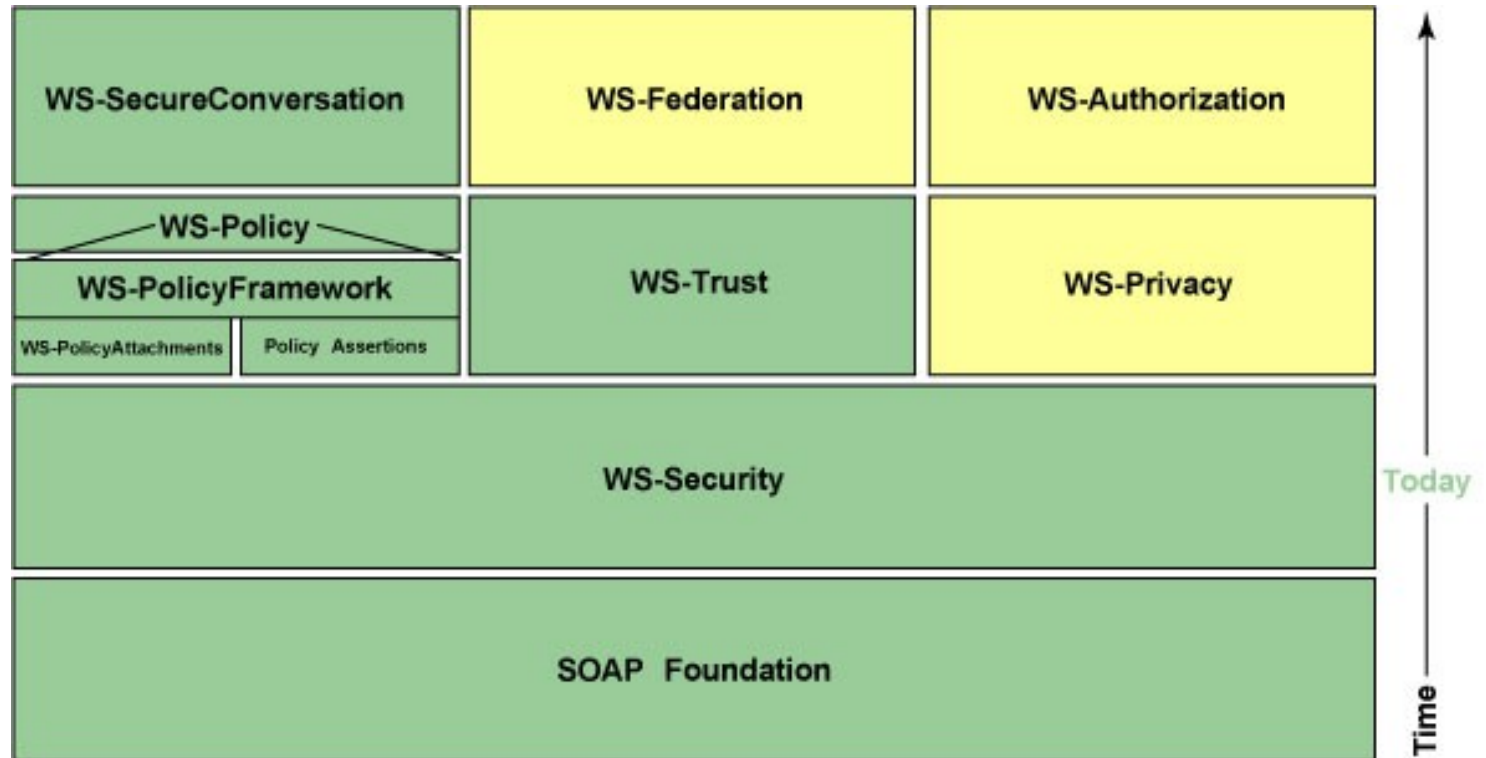 WS-SecureConversation
WS-Federation
WS-Authorization
WS-Policy
WS-PolicyFramework
WS-PolicyAttachments
Policy Assertions
WS-Trust
WS-Privacy
WS-Security
Today
SOAP Foundation
Time